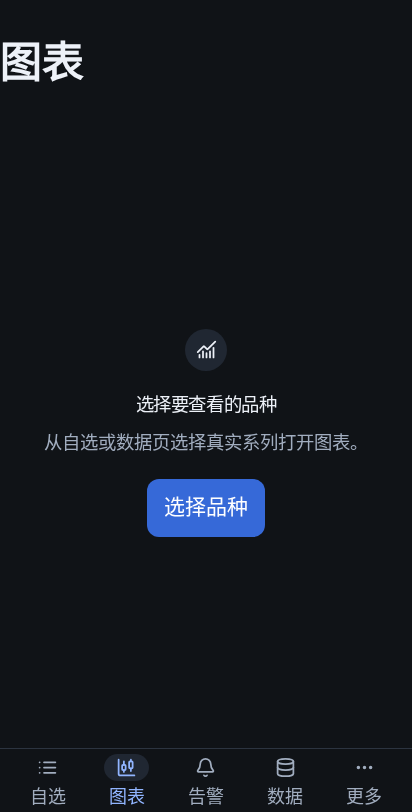 图表
选择要查看的品种
从自选或数据页选择真实系列打开图表。
选择品种
自选
图表
告警
数据
更多